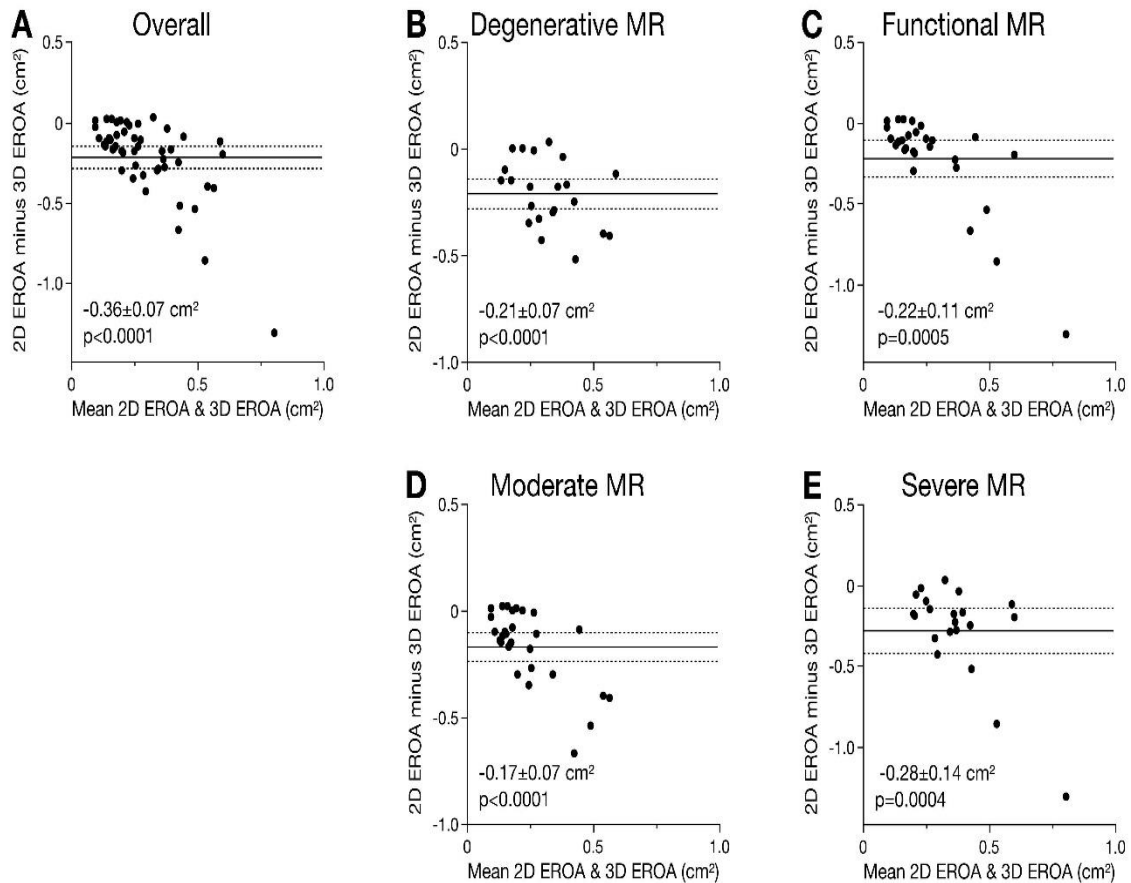 A Overall
2D EROA minus 3D EROA (cm²)
0.5
0
-0.5
-1.0
-0.36±0.07 cm²
p<0.0001
0 0.5 1.0
Mean 2D EROA & 3D EROA (cm²)
B Degenerative MR
2D EROA minus 3D EROA (cm²)
0.5
0
-0.5
-1.0
-0.21±0.07 cm²
p<0.0001
0 0.5 1.0
Mean 2D EROA & 3D EROA (cm²)
C Functional MR
2D EROA minus 3D EROA (cm²)
0.5
0
-0.5
-1.0
-0.22±0.11 cm²
p=0.0005
0 0.5 1.0
Mean 2D EROA & 3D EROA (cm²)
D Moderate MR
2D EROA minus 3D EROA (cm²)
0.5
0
-0.5
-1.0
-0.17±0.07 cm²
p<0.0001
0 0.5 1.0
Mean 2D EROA & 3D EROA (cm²)
E Severe MR
2D EROA minus 3D EROA (cm²)
0.5
0
-0.5
-1.0
-0.28±0.14 cm²
p=0.0004
0 0.5 1.0
Mean 2D EROA & 3D EROA (cm²)